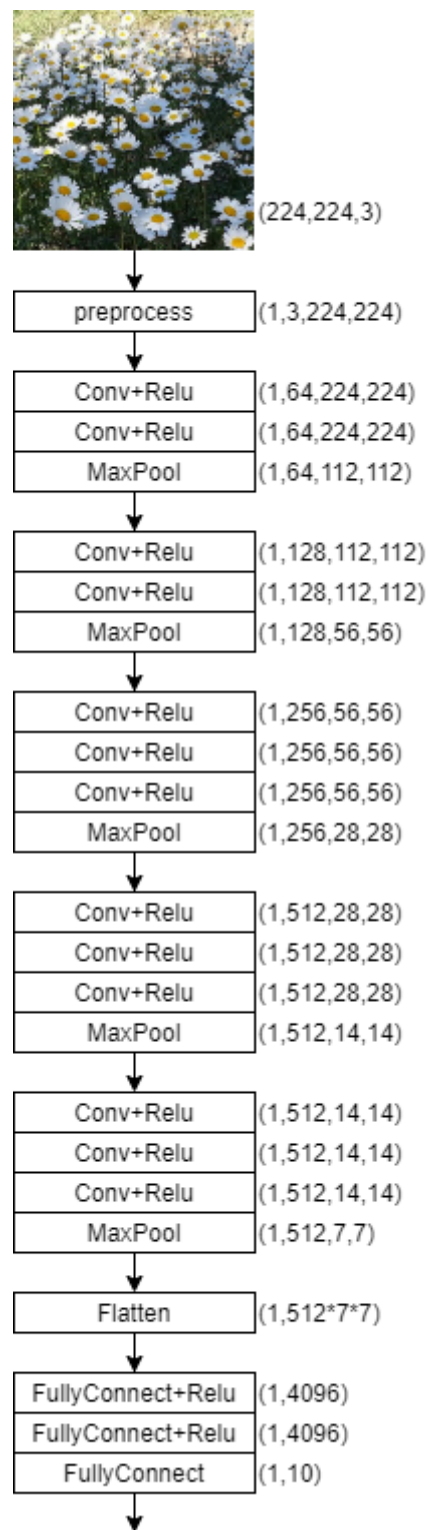 (224,224,3)
preprocess (1,3,224,224)
Conv+Relu (1,64,224,224)
Conv+Relu (1,64,224,224)
MaxPool (1,64,112,112)
Conv+Relu (1,128,112,112)
Conv+Relu (1,128,112,112)
MaxPool (1,128,56,56)
Conv+Relu (1,256,56,56)
Conv+Relu (1,256,56,56)
Conv+Relu (1,256,56,56)
MaxPool (1,256,28,28)
Conv+Relu (1,512,28,28)
Conv+Relu (1,512,28,28)
Conv+Relu (1,512,28,28)
MaxPool (1,512,14,14)
Conv+Relu (1,512,14,14)
Conv+Relu (1,512,14,14)
Conv+Relu (1,512,14,14)
MaxPool (1,512,7,7)
Flatten (1,512*7*7)
FullyConnect+Relu (1,4096)
FullyConnect+Relu (1,4096)
FullyConnect (1,10)